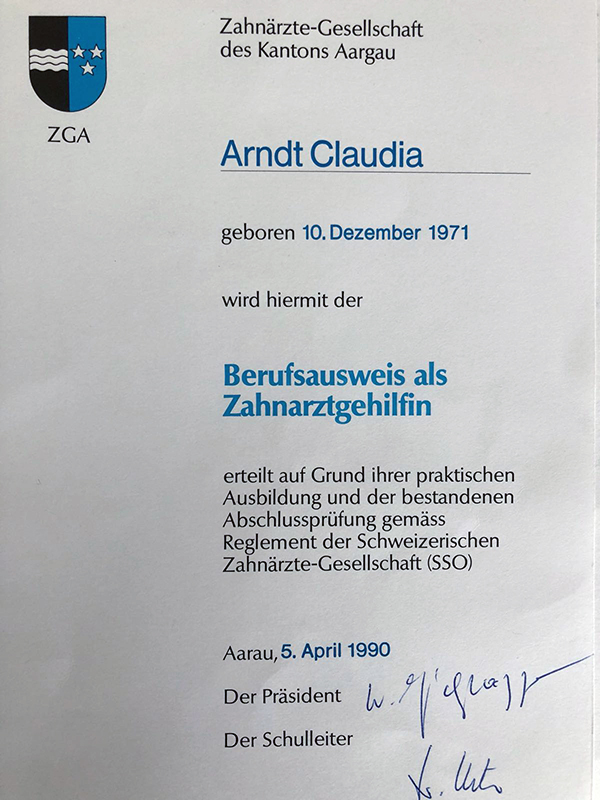 Zahnärzte-Gesellschaft
des Kantons Aargau
ZGA
Arndt Claudia
geboren 10. Dezember 1971
wird hiermit der
Berufsausweis als
Zahnarztgehilfin
erteilt auf Grund ihrer praktischen
Ausbildung und der bestandenen
Abschlussprüfung gemäss
Reglement der Schweizerischen
Zahnärzte-Gesellschaft (SSO)
Aarau, 5. April 1990
Der Präsident
Der Schulleiter